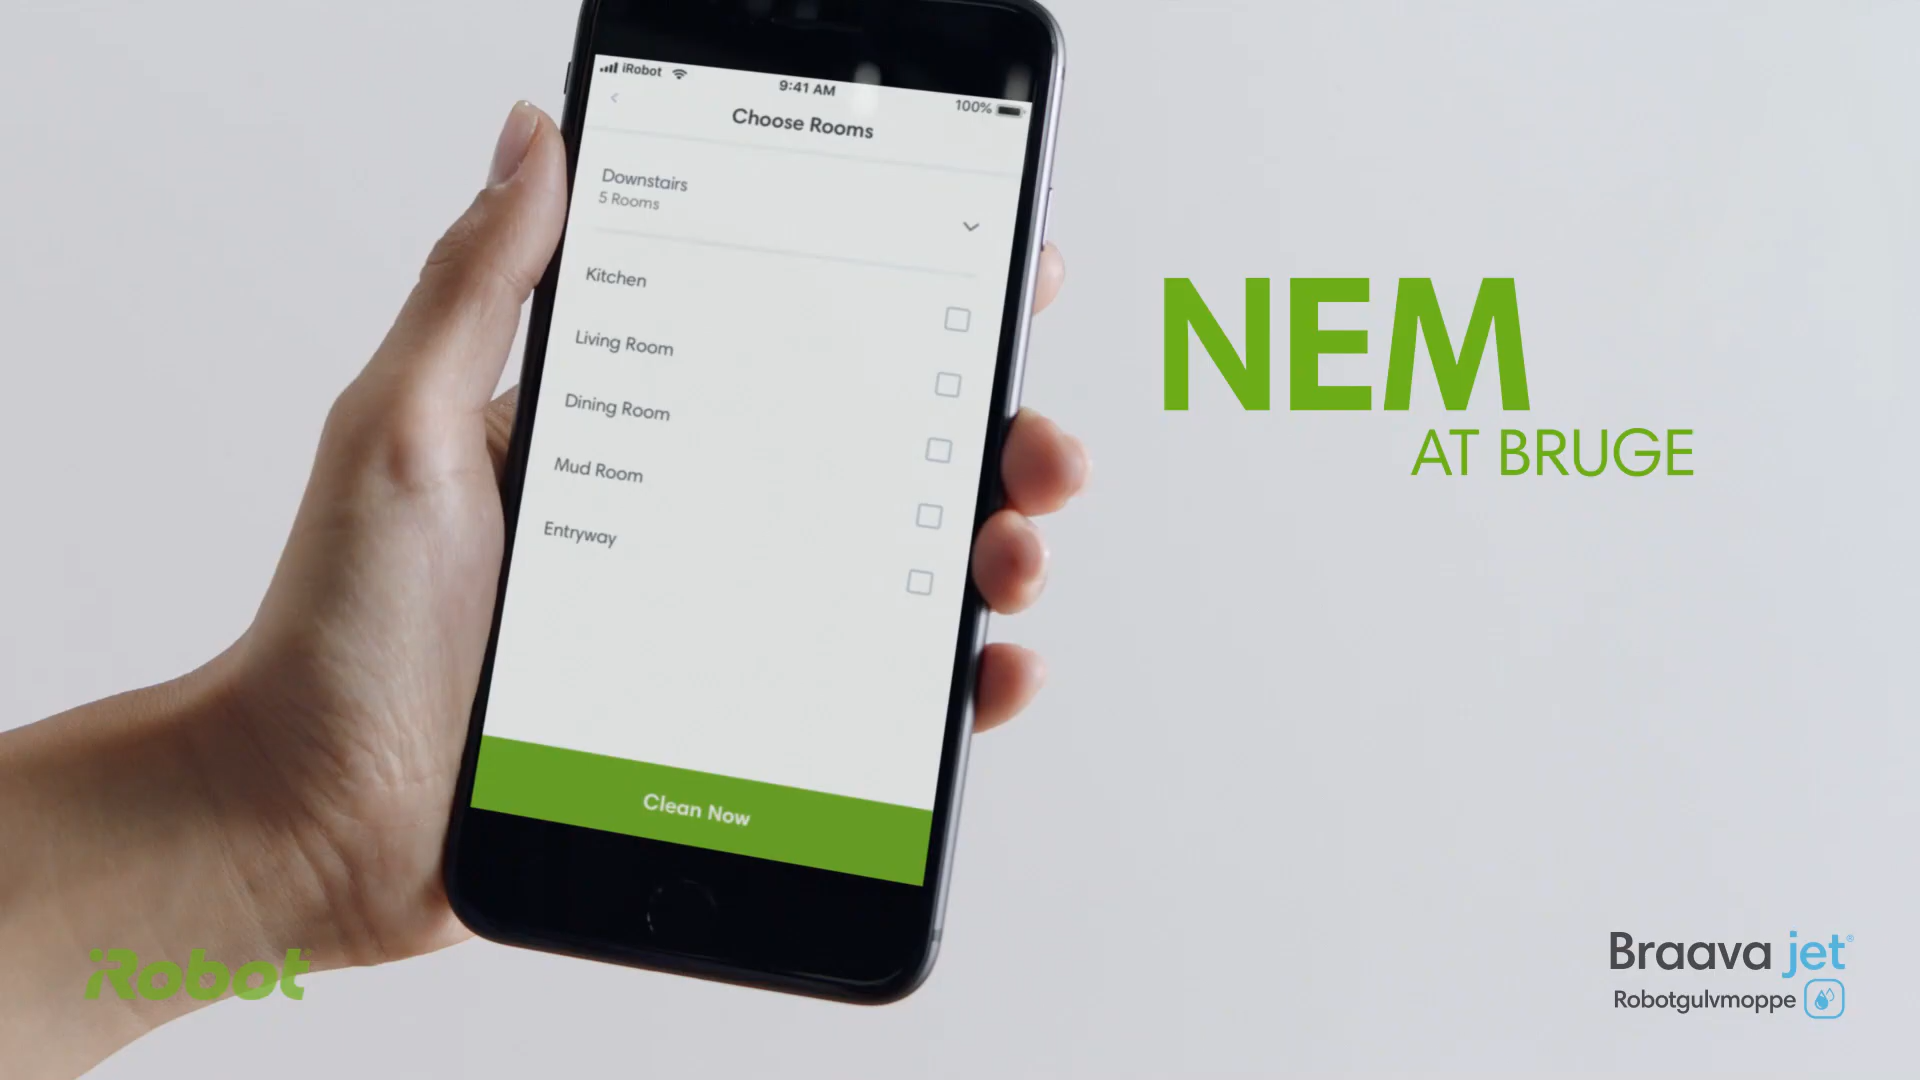 iRobot
9:41 AM
100%
Choose Rooms
Downstairs
5 Rooms
Kitchen
Living Room
Dining Room
Mud Room
Entryway
Clean Now
NEM
AT BRUGE
iRobot
Braava jet®
Robotgulvmoppe